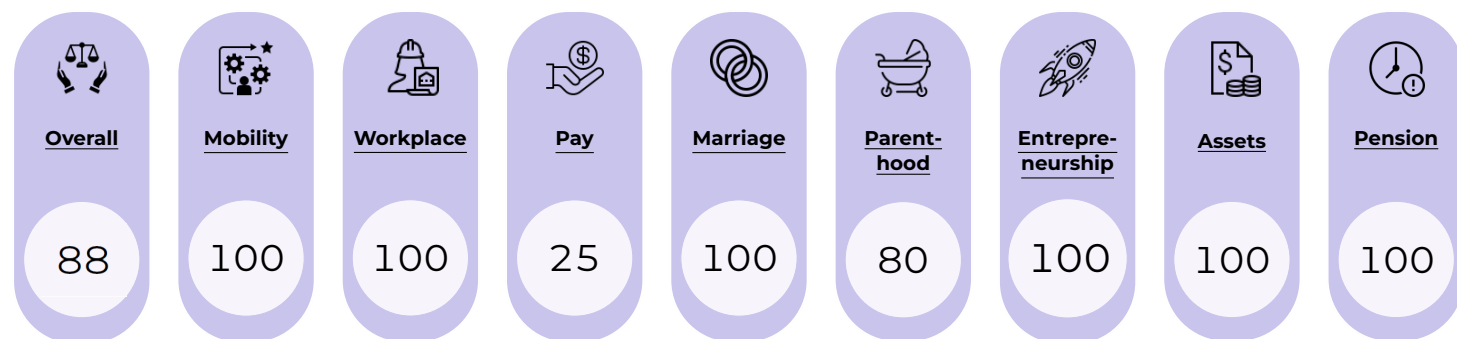 Overall
88
Mobility
100
Workplace
100
Pay
25
Marriage
100
Parent-
hood
80
Entrepre-
neurship
100
Assets
100
Pension
100